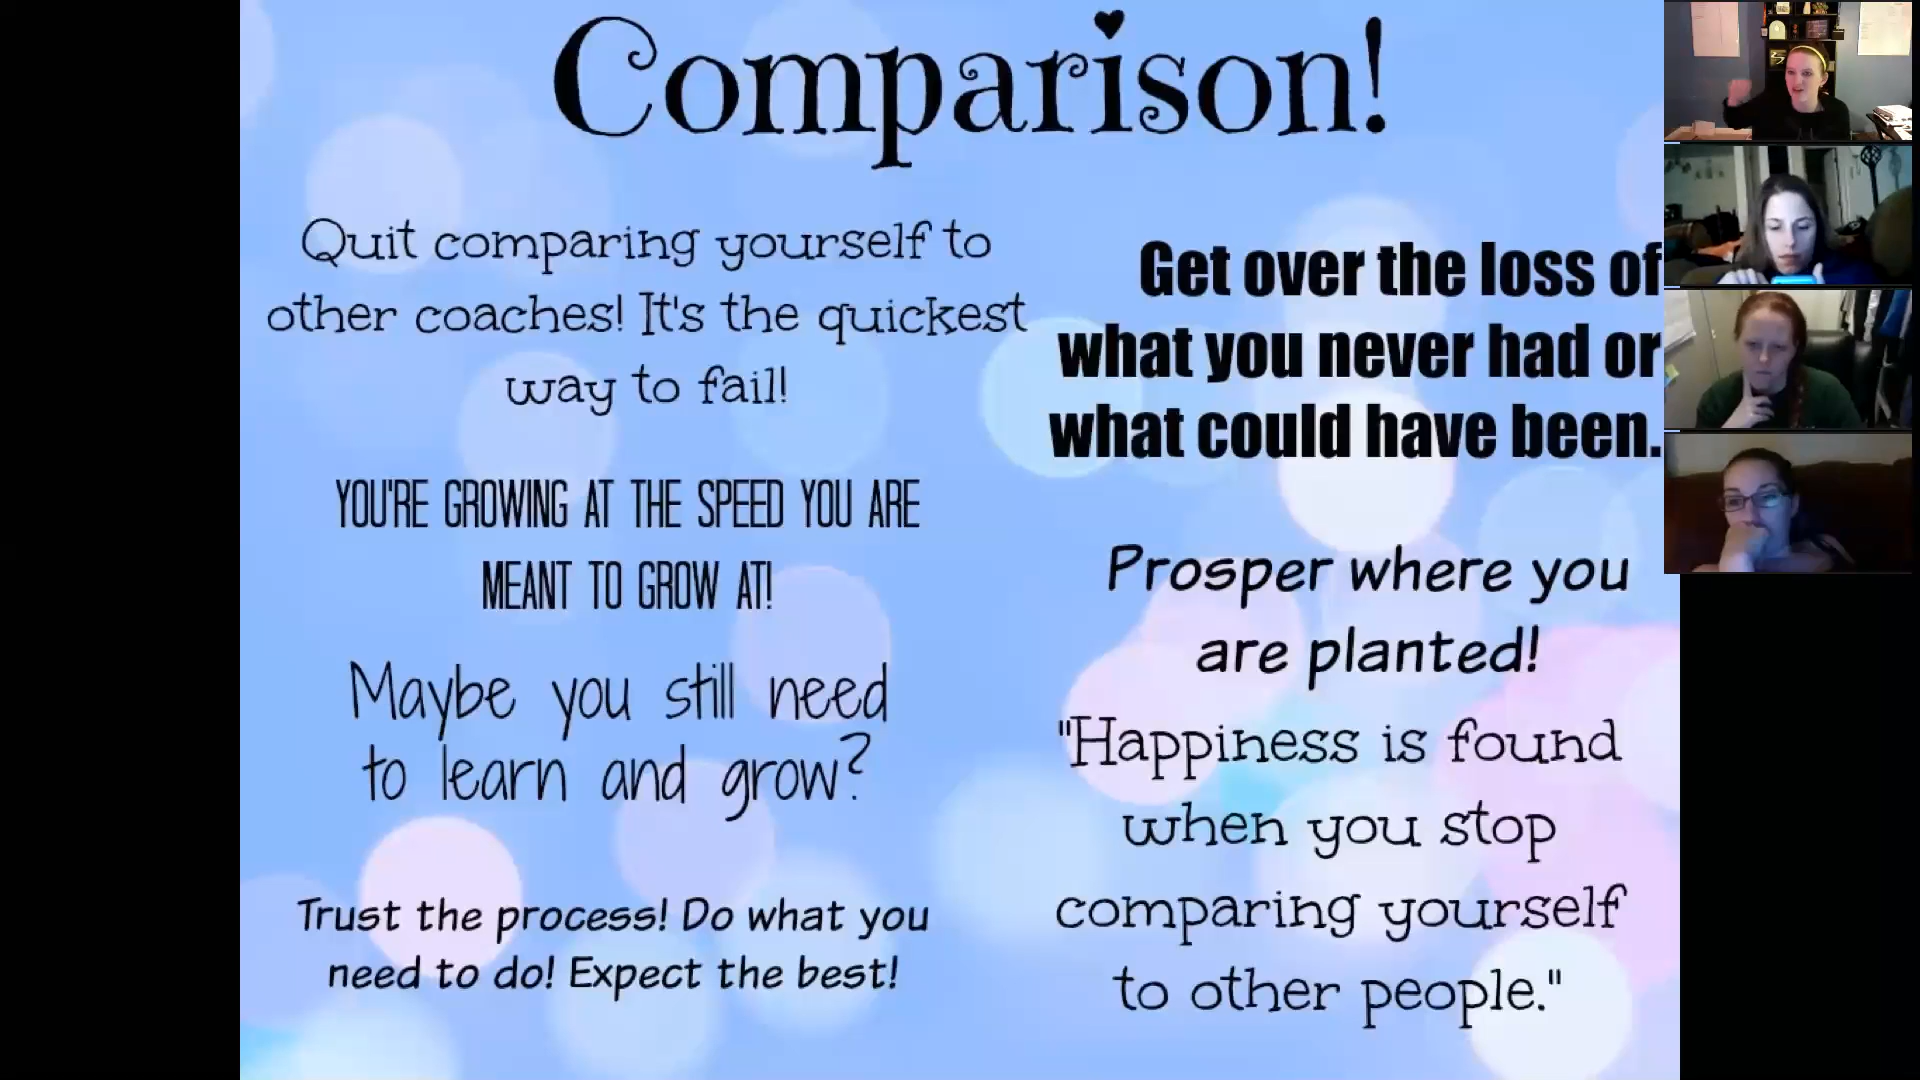 Comparison!
Quit comparing yourself to
other coaches! It's the quickest
way to fail!
YOU'RE GROWING AT THE SPEED YOU ARE
MEANT TO GROW AT!
Maybe you still need
to learn and grow?
Trust the process! Do what you
need to do! Expect the best!
Get over the loss of
what you never had or
what could have been.
Prosper where you
are planted!
"Happiness is found
when you stop
comparing yourself
to other people."